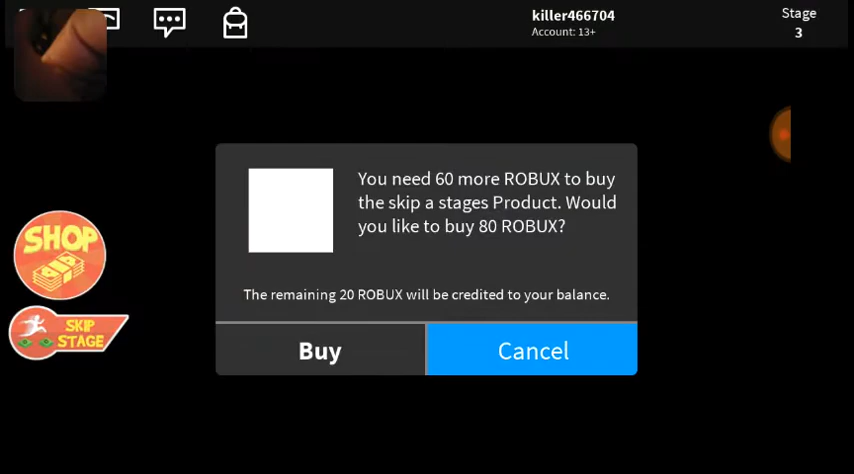 killer466704
Account: 13+
Stage
3
You need 60 more ROBUX to buy
the skip a stages Product. Would
you like to buy 80 ROBUX?
SHOP
The remaining 20 ROBUX will be credited to your balance.
SKIP
STAGE
Buy
Cancel